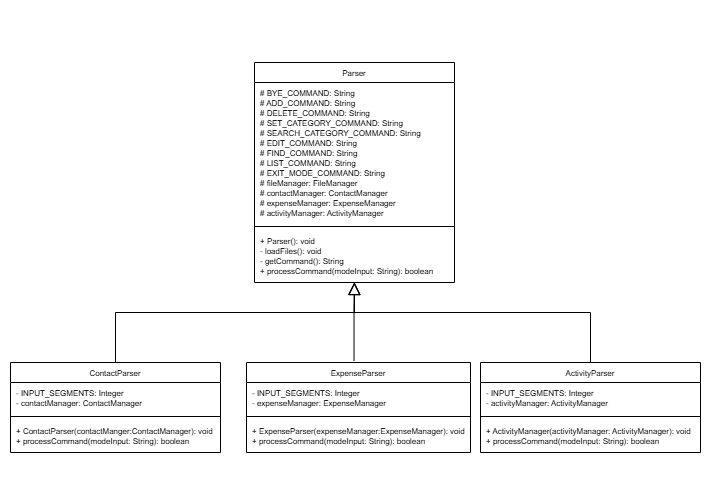 Parser
# BYE_COMMAND: String
# ADD_COMMAND: String
# DELETE_COMMAND: String
# SET_CATEGORY_COMMAND: String
# SEARCH_CATEGORY_COMMAND: String
# EDIT_COMMAND: String
# FIND_COMMAND: String
# LIST_COMMAND: String
# EXIT_MODE_COMMAND: String
# fileManager: FileManager
# contactManager: ContactManager
# expenseManager: ExpenseManager
# activityManager: ActivityManager
+ Parser(): void
- loadFiles(): void
- getCommand(): String
+ processCommand(modeInput: String): boolean
ContactParser
- INPUT_SEGMENTS: Integer
- contactManager: ContactManager
+ ContactParser(contactManger:ContactManager): void
+ processCommand(modeInput: String): boolean
ExpenseParser
- INPUT_SEGMENTS: Integer
- expenseManager: ExpenseManager
+ ExpenseParser(expenseManager:ExpenseManager): void
+ processCommand(modeInput: String): boolean
ActivityParser
- INPUT_SEGMENTS: Integer
- activityManager: ActivityManager
+ ActivityManager(activityManager: ActivityManager): void
+ processCommand(modeInput: String): boolean